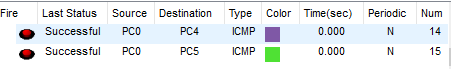 Fire Last Status Source Destination Type Color Time(sec) Periodic Num
Successful PC0 PC4 ICMP 0.000 N 14
Successful PC0 PC5 ICMP 0.000 N 15